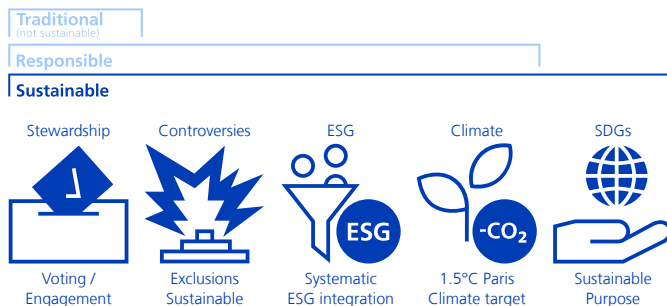 Traditional
(not sustainable)
Responsible
Sustainable
Stewardship
Controversies
ESG
Climate
SDGs
ESG
-CO₂
Voting /
Engagement
Exclusions
Sustainable
Systematic
ESG integration
1.5°C Paris
Climate target
Sustainable
Purpose